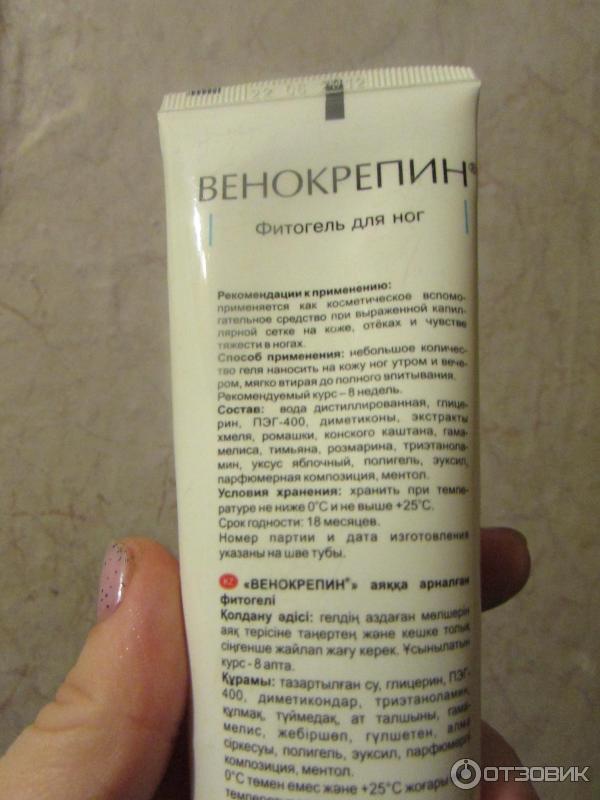 ВЕНОКРЕПИН®
Фитогель для ног
Рекомендации к применению:
применяется как косметическое вспомо-
гательное средство при выраженной капил-
лярной сетке на коже, отёках и чувстве
тяжести в ногах.
Способ применения: небольшое количес-
тво геля наносить на кожу ног утром и вече-
ром, мягко втирая до полного впитывания.
Рекомендуемый курс – 8 недель.
Состав: вода дистиллированная, глице-
рин, ПЭГ-400, диметиконы, экстракты
хмеля, ромашки, конского каштана, гама-
мелиса, тимьяна, розмарина, триэтанола-
мин, уксус яблочный, полигель, эуксил,
парфюмерная композиция, ментол.
Условия хранения: хранить при темпе-
ратуре не ниже 0°С и не выше +25°С.
Срок годности: 18 месяцев.
Номер партии и дата изготовления
указаны на шве тубы.
KZ «ВЕНОКРЕПИН®» аяққа арналған
фитогелі
Қолдану әдісі: гелдің аздаған мөлшерін
аяқ терісіне таңертең және кешке толық
сіңгенше жайлап жағу керек. Ұсынылатын
курс - 8 апта.
Құрамы: тазартылған су, глицерин, ПЭГ-
400, диметикондар, триэтаноламин,
құлмақ, түймедақ, ат талшыны, гама-
мелис, жебіршөп, гүлшетен, алма
сіркесуы, полигель, эуксил, парфюмерлі
композиция, ментол.
0°С төмен емес және +25°С жоғары
ОТЗОВИК